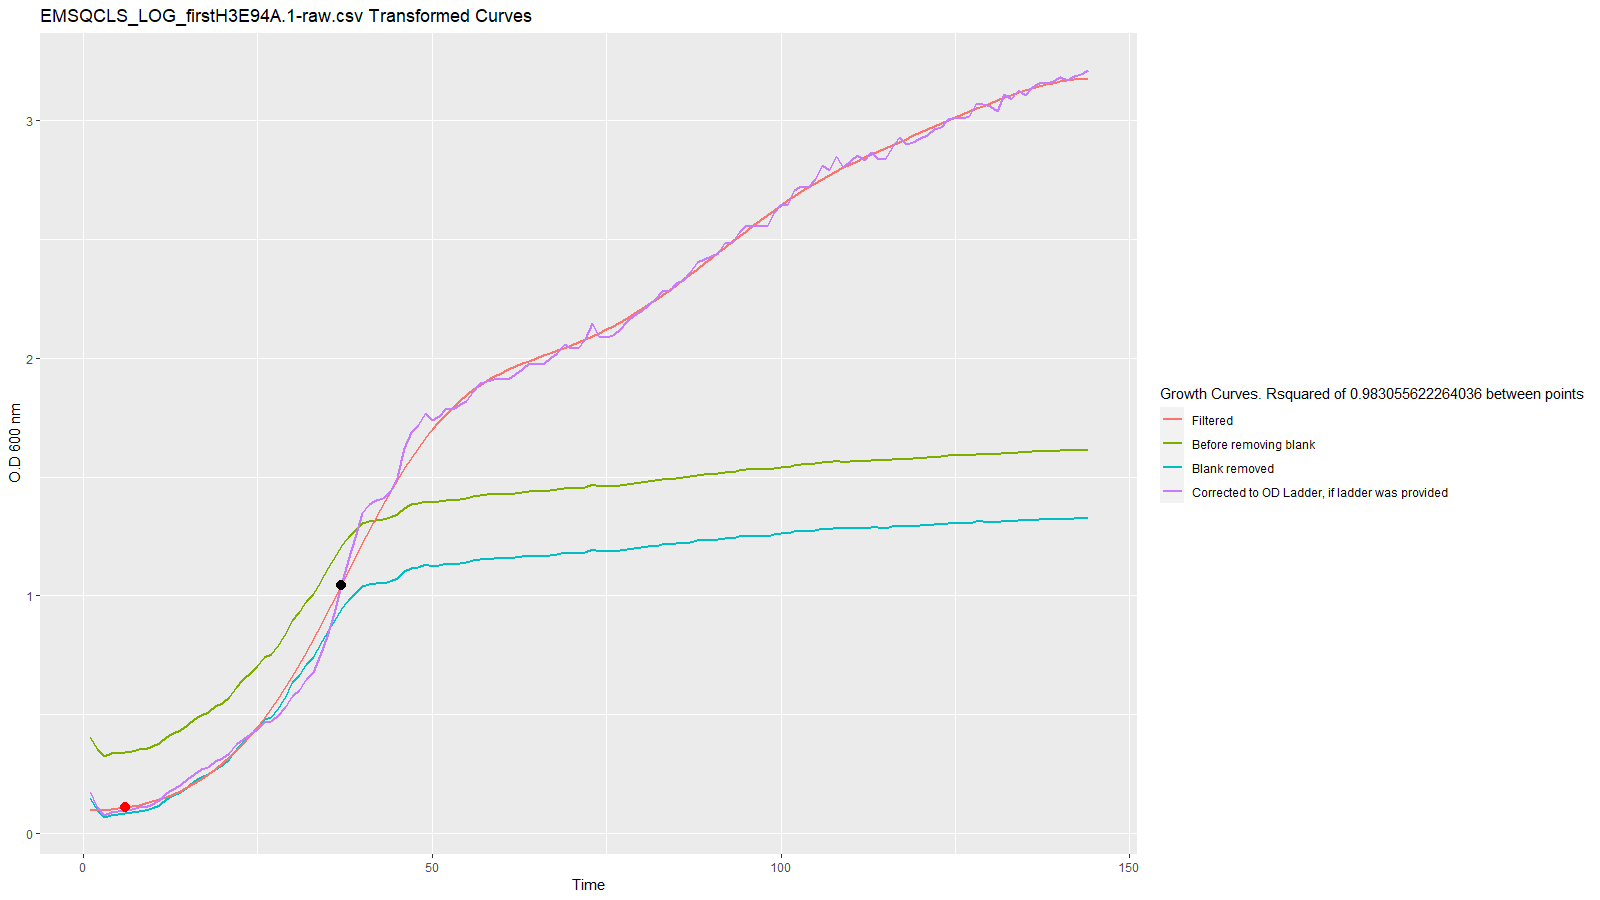 EMSQCLS_LOG_firstH3E94A.1-raw.csv Transformed Curves
3
2
1
0
O.D 600 nm
0
50
100
150
Time
Growth Curves. Rsquared of 0.983055622264036 between points
Filtered
Before removing blank
Blank removed
Corrected to OD Ladder, if ladder was provided